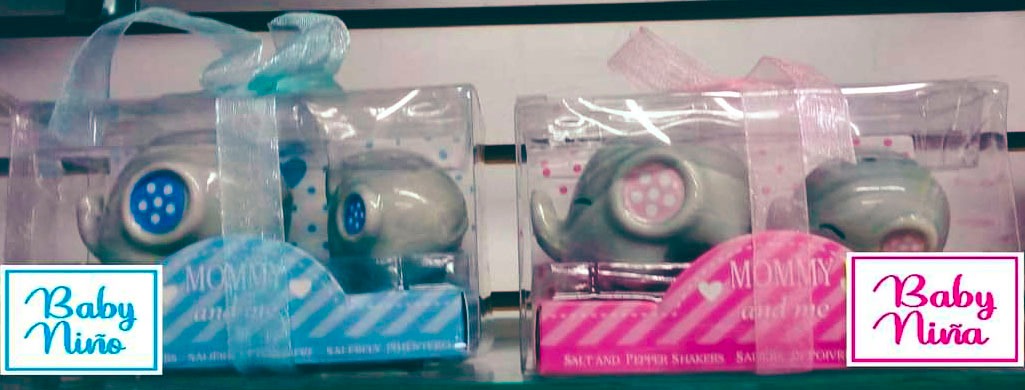 MOMMY
and me
Baby
Niño
MOMMY
and me
SALT AND PEPPER SHAKERS
Baby
Niña